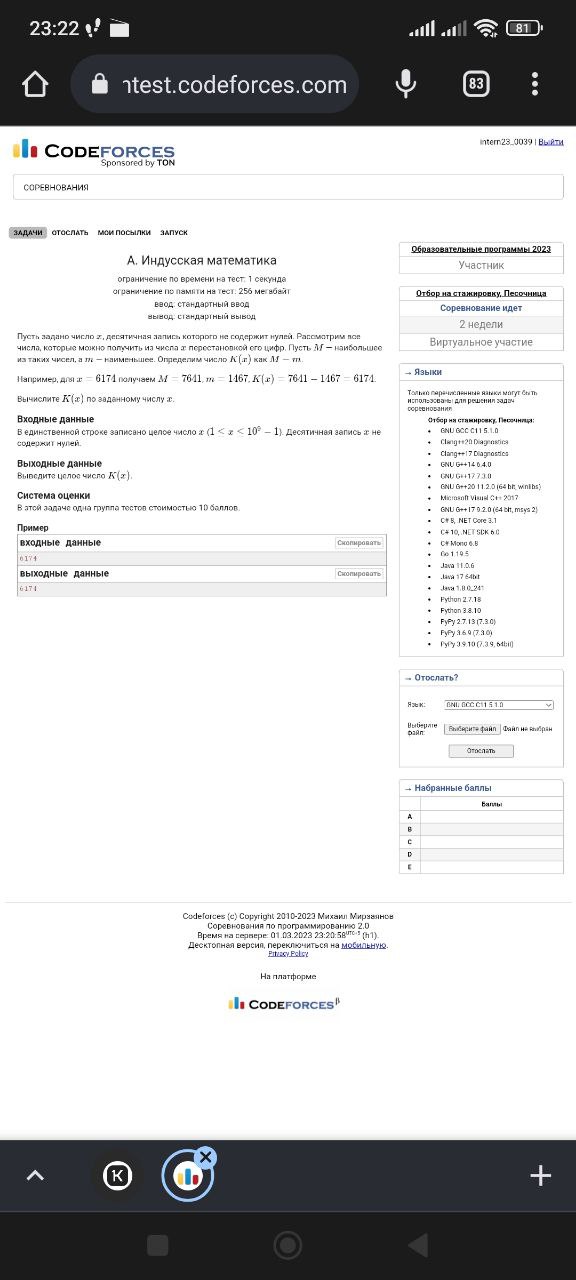 23:22
81
ntest.codeforces.com
83
CODEFORCES
Sponsored by TON
intern23_0039 | Выйти
СОРЕВНОВАНИЯ
ЗАДАЧИ ОТОСЛАТЬ МОИ ПОСЫЛКИ ЗАПУСК
A. Индусская математика
ограничение по времени на тест: 1 секунда
ограничение по памяти на тест: 256 мегабайт
ввод: стандартный ввод
вывод: стандартный вывод
Пусть задано число x, десятичная запись которого не содержит нулей. Рассмотрим все
числа, которые можно получить из числа x перестановкой его цифр. Пусть M — наибольшее
из таких чисел, а m — наименьшее. Определим число K(x) как M − m.
Например, для x = 6174 получаем M = 7641, m = 1467, K(x) = 7641 − 1467 = 6174.
Вычислите K(x) по заданному числу x.
Входные данные
В единственной строке записано целое число x (1 ≤ x ≤ 10⁹ − 1). Десятичная запись x не
содержит нулей.
Выходные данные
Выведите целое число K(x).
Система оценки
В этой задаче одна группа тестов стоимостью 10 баллов.
Пример
входные данные Скопировать
6174
выходные данные Скопировать
6174
Образовательные программы 2023
Участник
Отбор на стажировку, Песочница
Соревнование идет
2 недели
Виртуальное участие
→ Языки
Только перечисленные языки могут быть
использованы для решения задач
соревнования
Отбор на стажировку, Песочница:
GNU GCC C11 5.1.0
Clang++20 Diagnostics
Clang++17 Diagnostics
GNU G++14 6.4.0
GNU G++17 7.3.0
GNU G++20 11.2.0 (64 bit, winlibs)
Microsoft Visual C++ 2017
GNU G++17 9.2.0 (64 bit, msys 2)
C# 8, .NET Core 3.1
C# 10, .NET SDK 6.0
C# Mono 6.8
Go 1.19.5
Java 11.0.6
Java 17 64bit
Java 1.8.0_241
Python 2.7.18
Python 3.8.10
PyPy 2.7.13 (7.3.0)
PyPy 3.6.9 (7.3.0)
PyPy 3.9.10 (7.3.9, 64bit)
→ Отослать?
Язык: GNU GCC C11 5.1.0
Выберите
файл: Выберите файл Файл не выбран
Отослать
→ Набранные баллы
Баллы
A
B
C
D
E
Codeforces (c) Copyright 2010-2023 Михаил Мирзаянов
Соревнования по программированию 2.0
Время на сервере: 01.03.2023 23:20:58 (h1).
Десктопная версия, переключиться на мобильную.
Privacy Policy
На платформе
CODEFORCES β